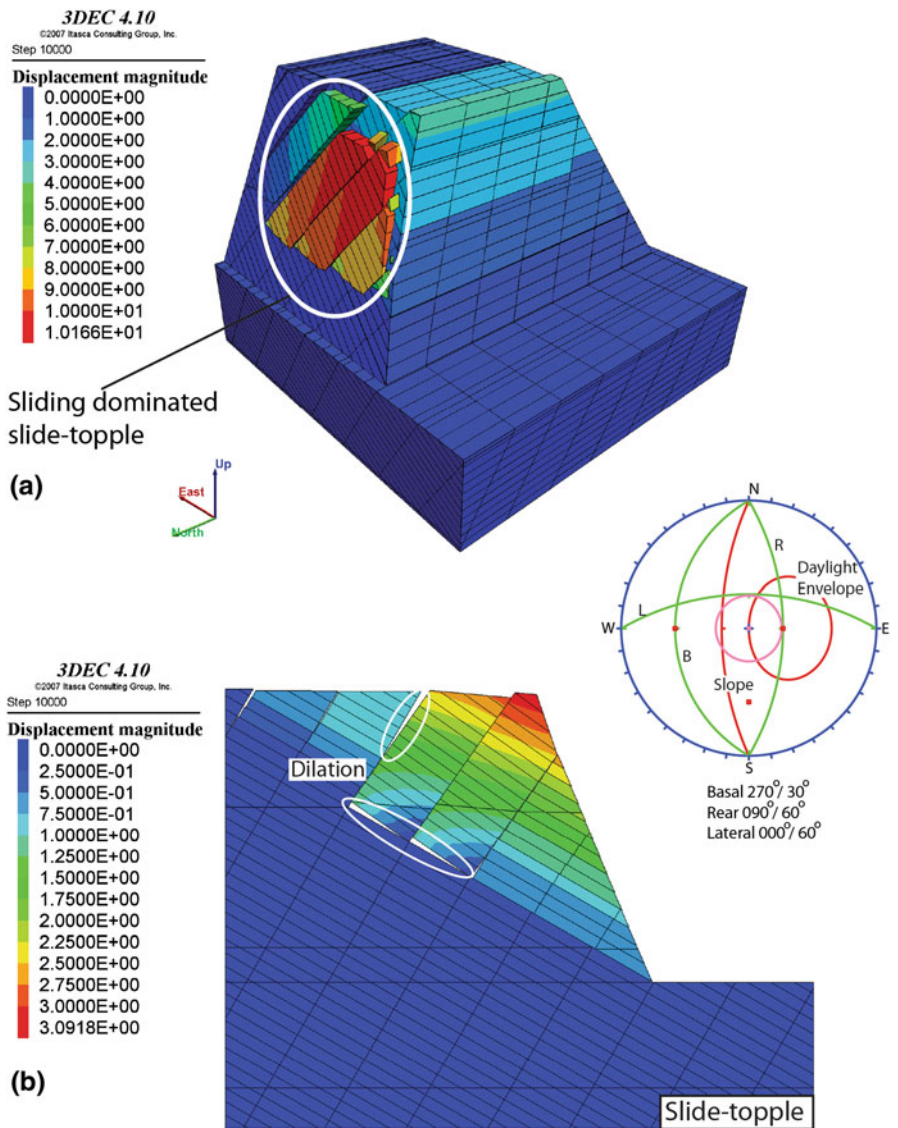 3DEC 4.10
©2007 Itasca Consulting Group, Inc.
Step 10000
Displacement magnitude
0.0000E+00
1.0000E+00
2.0000E+00
3.0000E+00
4.0000E+00
5.0000E+00
6.0000E+00
7.0000E+00
8.0000E+00
9.0000E+00
1.0000E+01
1.0166E+01
Sliding dominated
slide-topple
(a)
Up
East
North
N
R
Daylight
Envelope
L
W
E
B
Slope
S
Basal 270°/ 30°
Rear 090°/ 60°
Lateral 000°/ 60°
3DEC 4.10
©2007 Itasca Consulting Group, Inc.
Step 10000
Displacement magnitude
0.0000E+00
2.5000E-01
5.0000E-01
7.5000E-01
1.0000E+00
1.2500E+00
1.5000E+00
1.7500E+00
2.0000E+00
2.2500E+00
2.5000E+00
2.7500E+00
3.0000E+00
3.0918E+00
Dilation
(b)
Slide-topple